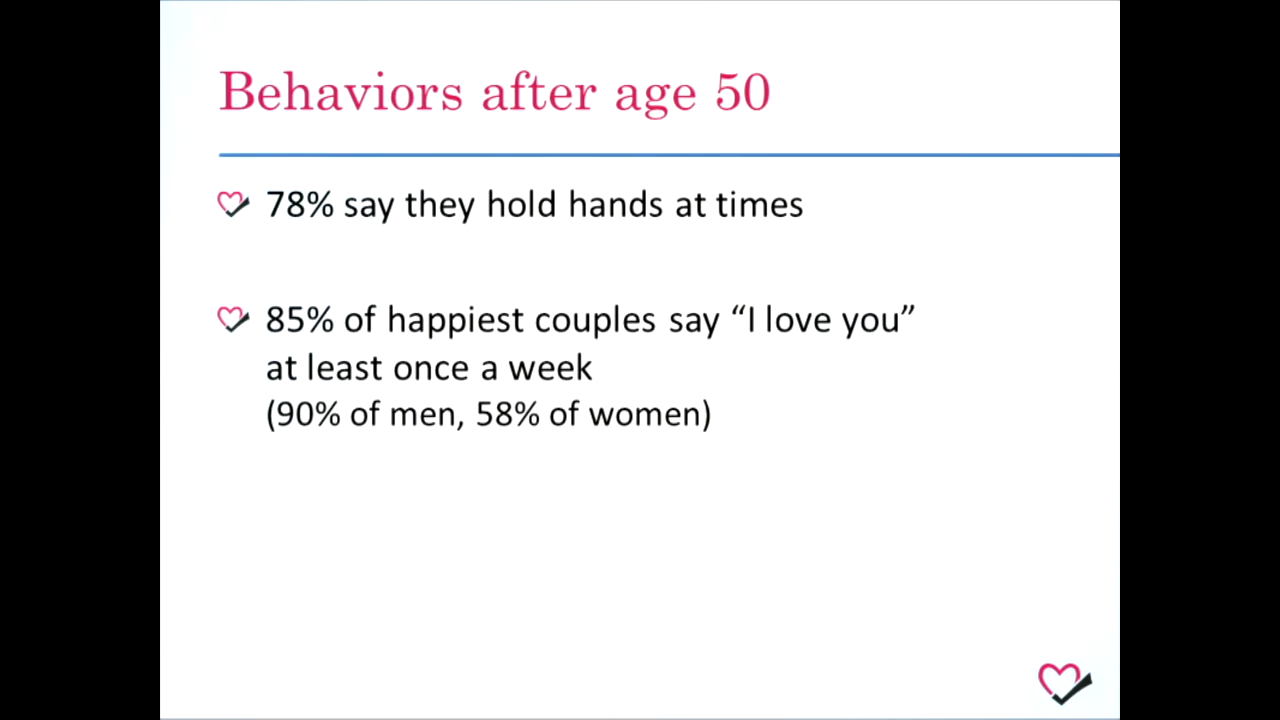 Behaviors after age 50
78% say they hold hands at times
85% of happiest couples say “I love you”
at least once a week
(90% of men, 58% of women)